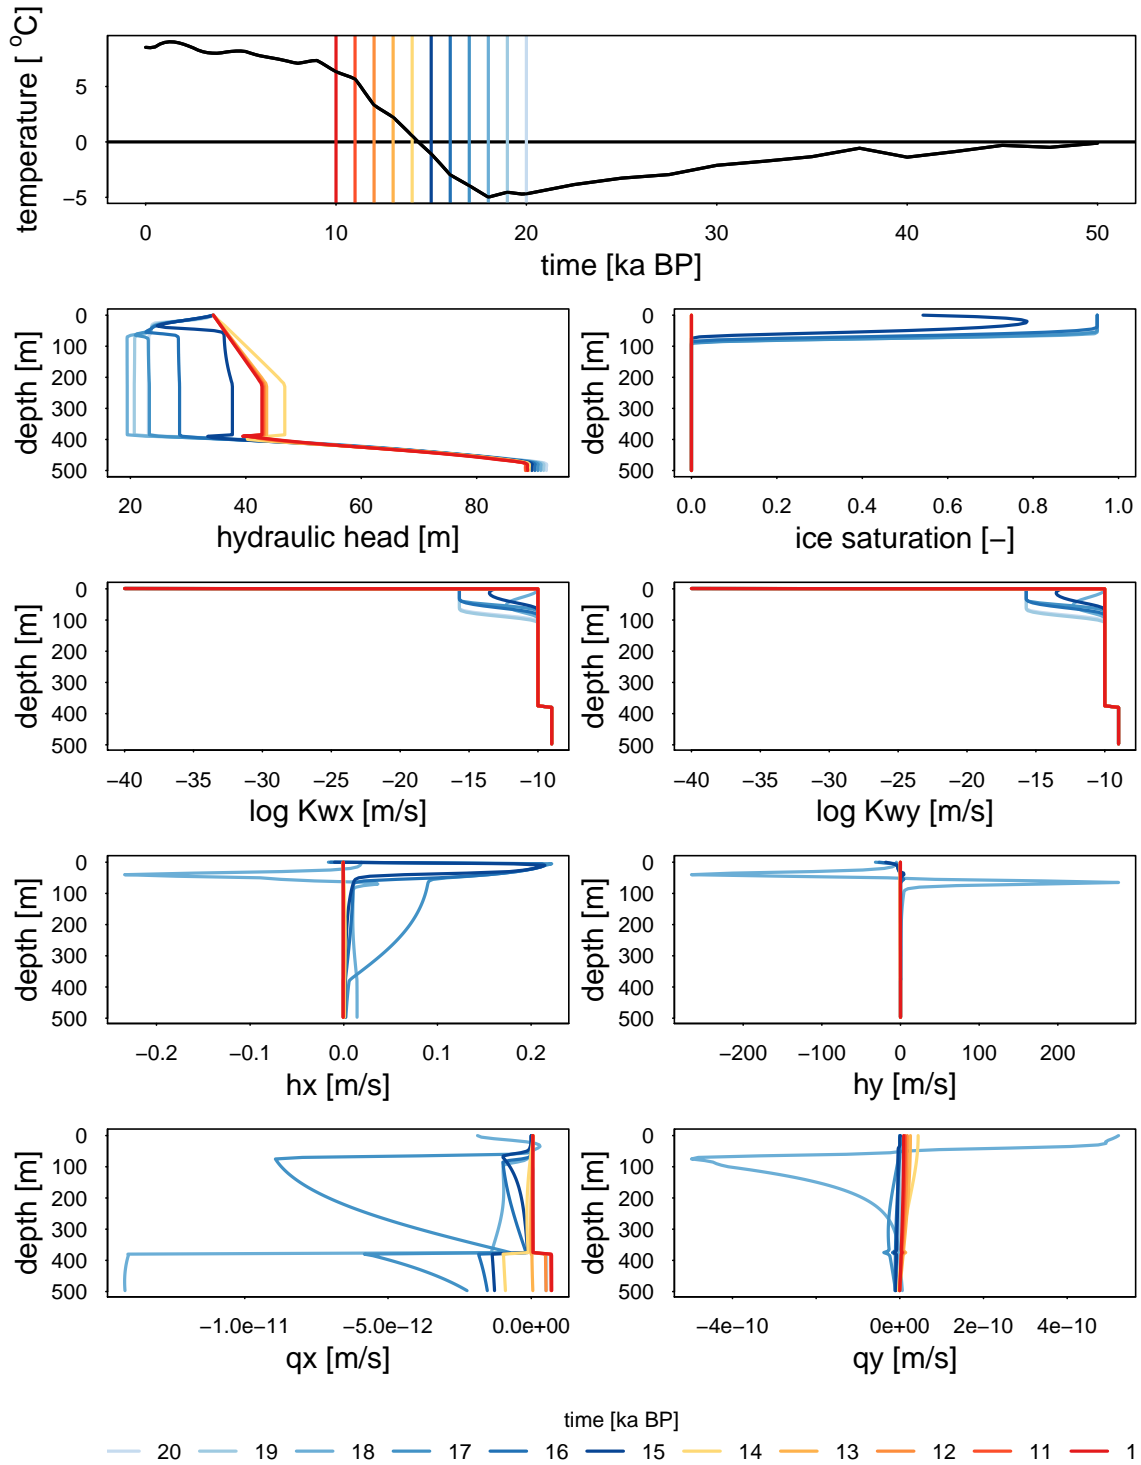 temperature [ °C]
5
0
−5
0 10 20 30 40 50
time [ka BP]
depth [m]
0
100
200
300
400
500
20 40 60 80
hydraulic head [m]
depth [m]
0
100
200
300
400
500
0.0 0.2 0.4 0.6 0.8 1.0
ice saturation [−]
depth [m]
0
100
200
300
400
500
−40 −35 −30 −25 −20 −15 −10
log Kwx [m/s]
depth [m]
0
100
200
300
400
500
−40 −35 −30 −25 −20 −15 −10
log Kwy [m/s]
depth [m]
0
100
200
300
400
500
−0.2 −0.1 0.0 0.1 0.2
hx [m/s]
depth [m]
0
100
200
300
400
500
−200 −100 0 100 200
hy [m/s]
depth [m]
0
100
200
300
400
500
−1.0e−11 −5.0e−12 0.0e+00
qx [m/s]
depth [m]
0
100
200
300
400
500
−4e−10 0e+00 2e−10 4e−10
qy [m/s]
time [ka BP]
20 19 18 17 16 15 14 13 12 11 1